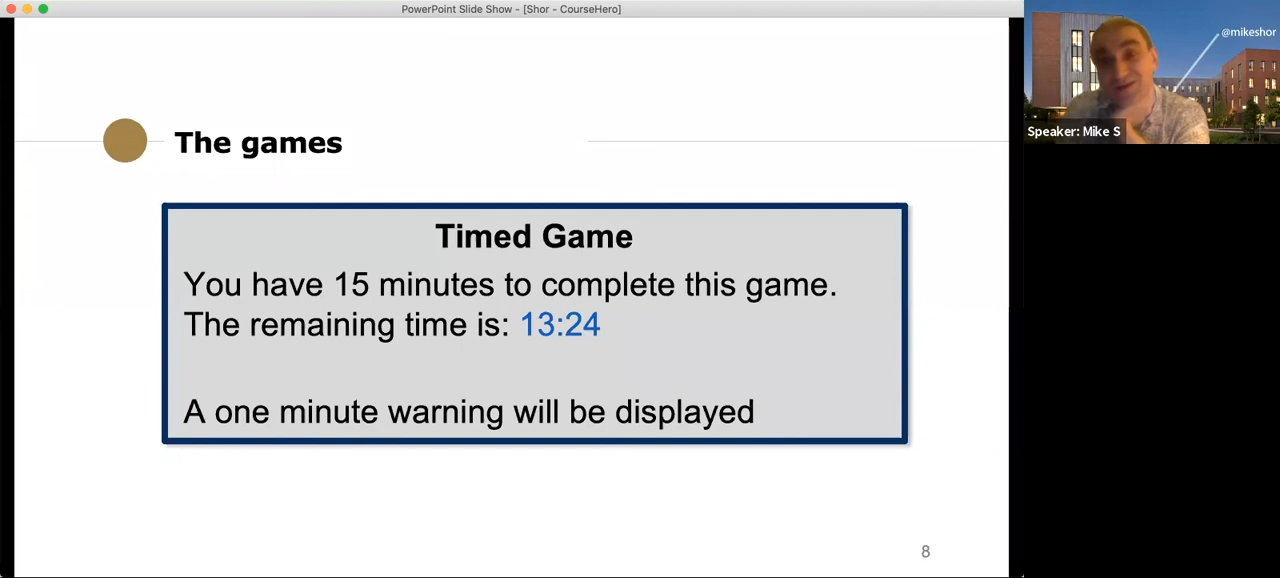 PowerPoint Slide Show - [Shor - CourseHero]
@mikeshor
Speaker: Mike S
The games
Timed Game
You have 15 minutes to complete this game.
The remaining time is: 13:24
A one minute warning will be displayed
8